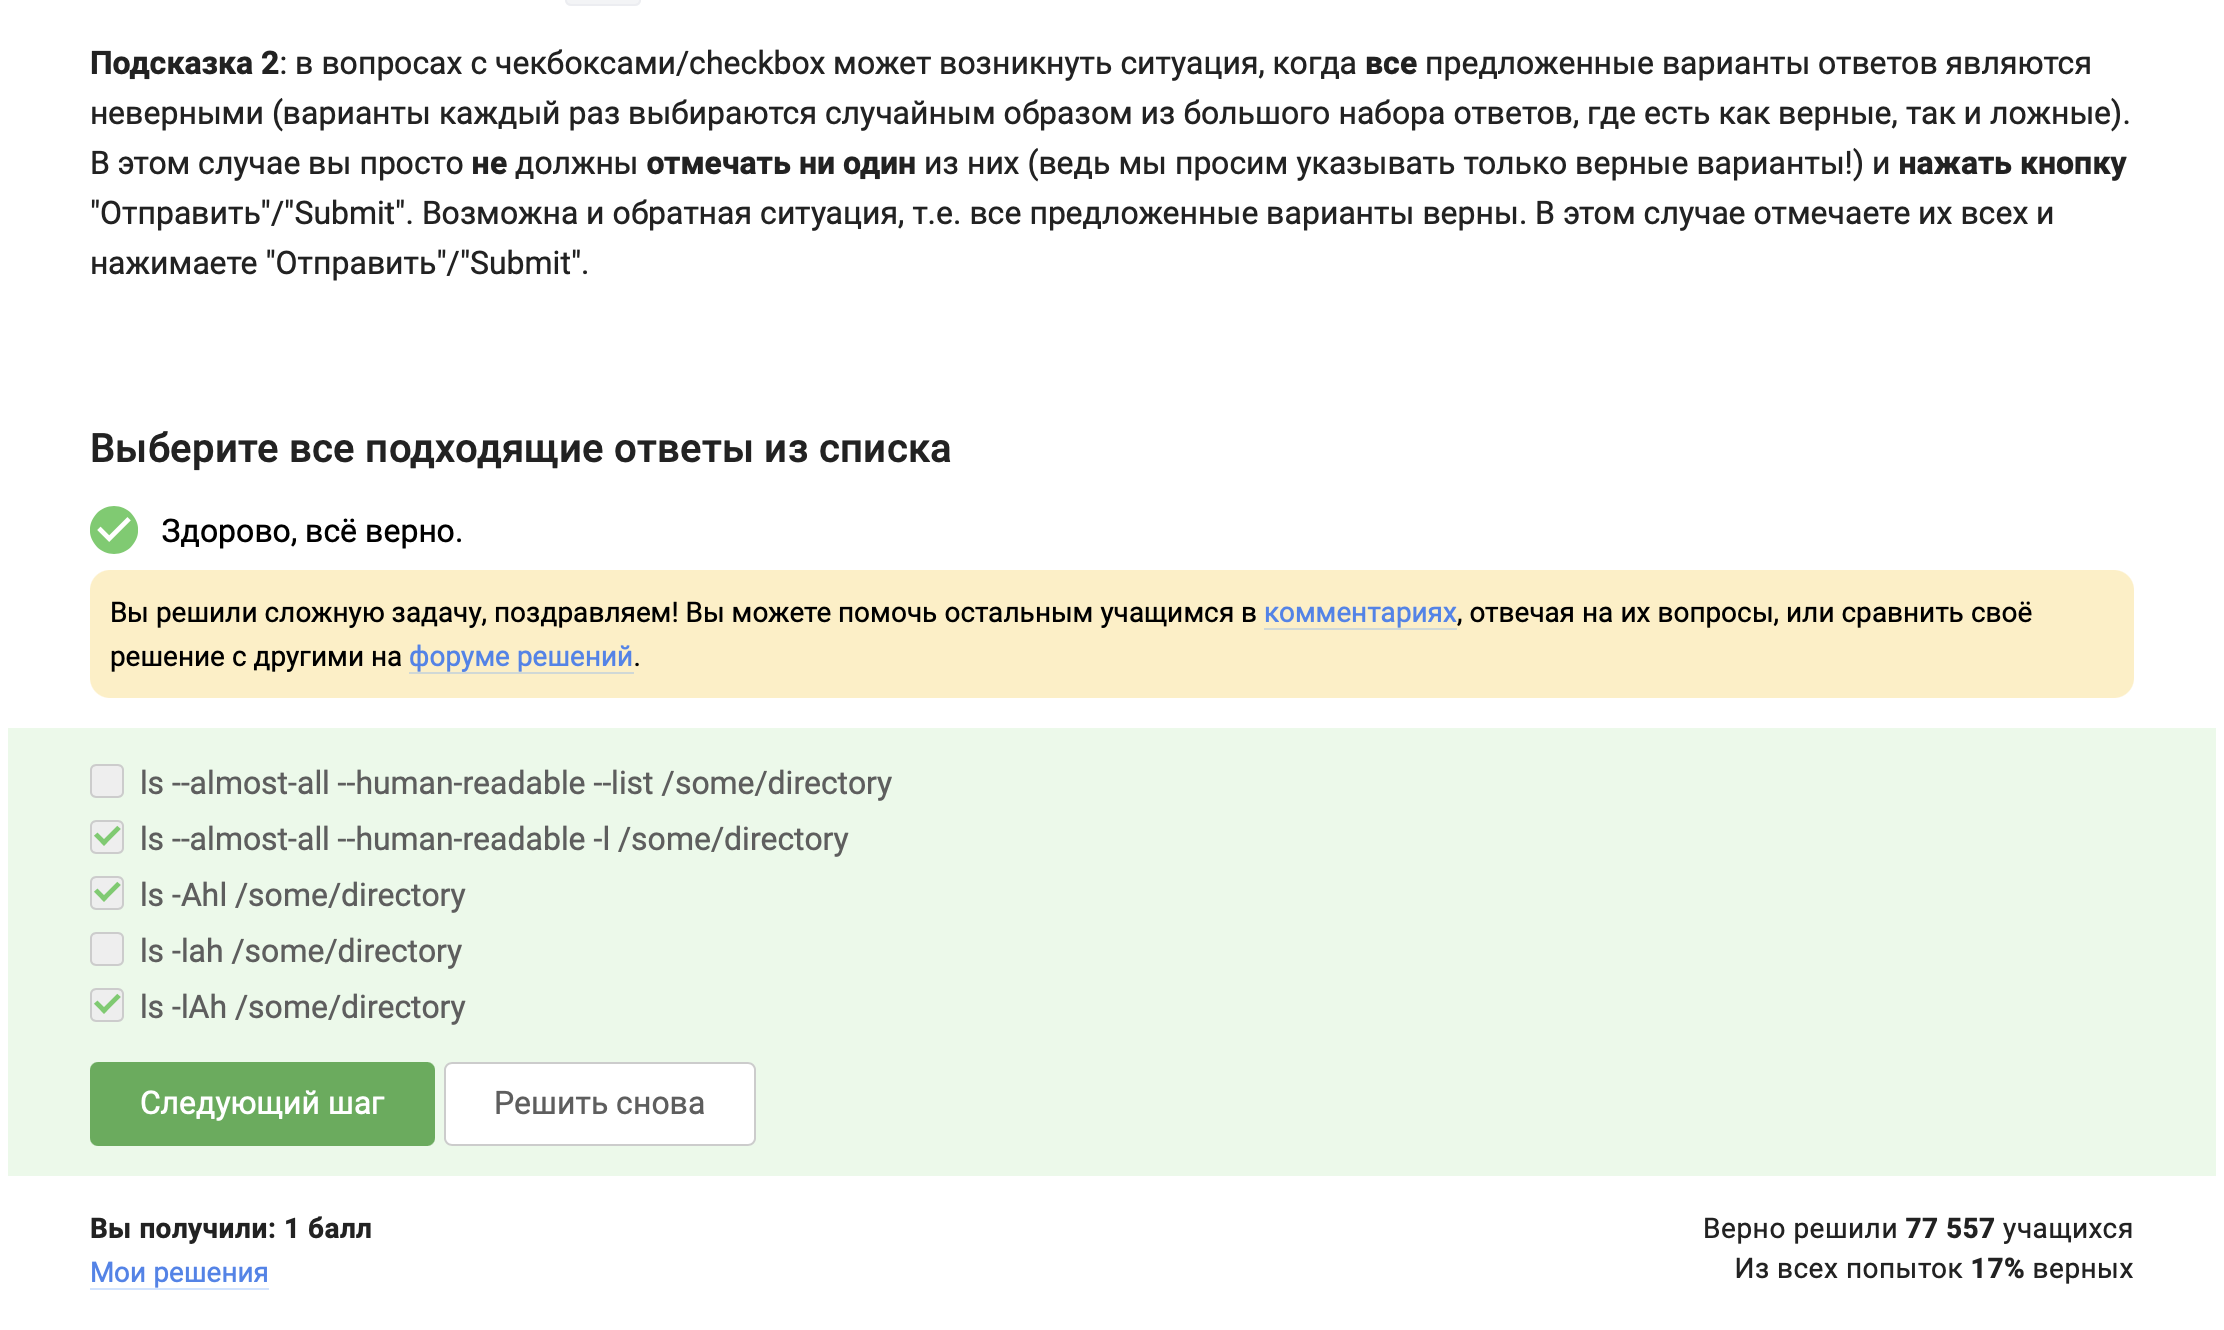 Подсказка 2: в вопросах с чекбоксами/checkbox может возникнуть ситуация, когда все предложенные варианты ответов являются
неверными (варианты каждый раз выбираются случайным образом из большого набора ответов, где есть как верные, так и ложные).
В этом случае вы просто не должны отмечать ни один из них (ведь мы просим указывать только верные варианты!) и нажать кнопку
"Отправить"/"Submit". Возможна и обратная ситуация, т.е. все предложенные варианты верны. В этом случае отмечаете их всех и
нажимаете "Отправить"/"Submit".
Выберите все подходящие ответы из списка
Здорово, всё верно.
Вы решили сложную задачу, поздравляем! Вы можете помочь остальным учащимся в комментариях, отвечая на их вопросы, или сравнить своё
решение с другими на форуме решений.
ls --almost-all --human-readable --list /some/directory
ls --almost-all --human-readable -l /some/directory
ls -Ahl /some/directory
ls -lah /some/directory
ls -lAh /some/directory
Следующий шаг
Решить снова
Вы получили: 1 балл
Мои решения
Верно решили 77 557 учащихся
Из всех попыток 17% верных